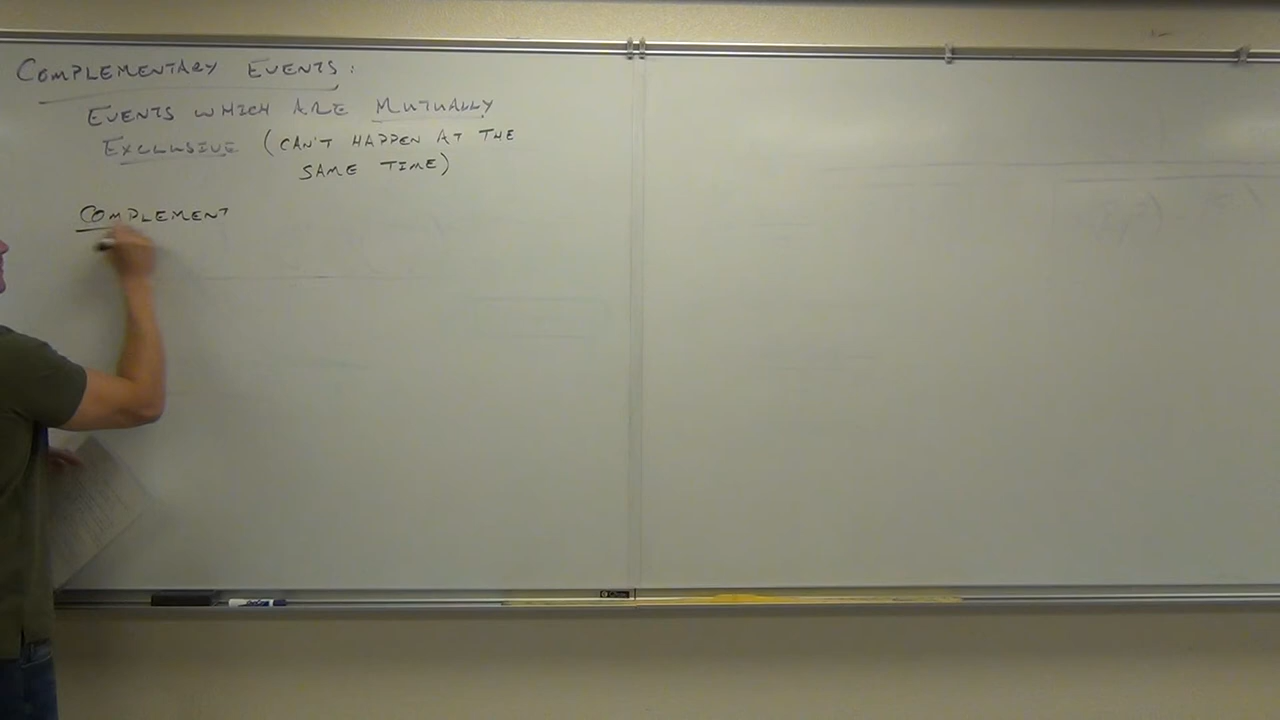 COMPLEMENTARY EVENTS:
EVENTS WHICH ARE MUTUALLY
EXCLUSIVE (CAN'T HAPPEN AT THE
SAME TIME)
COMPLEMENT